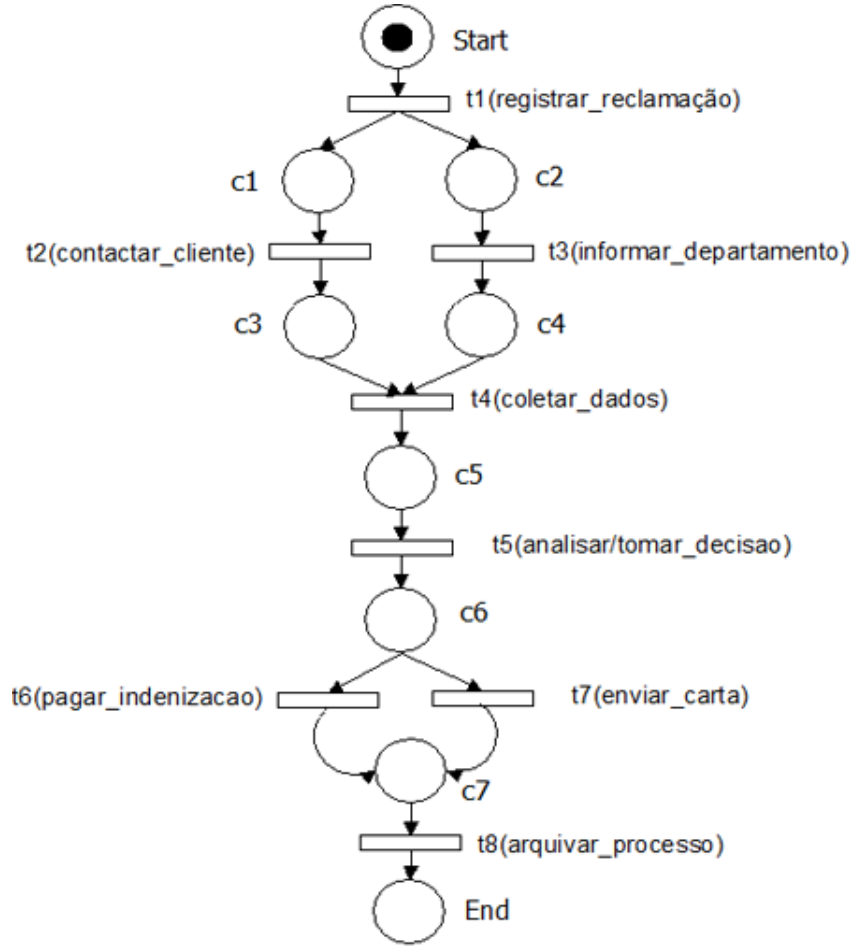 Start
t1(registrar_reclamação)
c1
c2
t2(contactar_cliente)
t3(informar_departamento)
c3
c4
t4(coletar_dados)
c5
t5(analisar/tomar_decisao)
c6
t6(pagar_indenizacao)
t7(enviar_carta)
c7
t8(arquivar_processo)
End